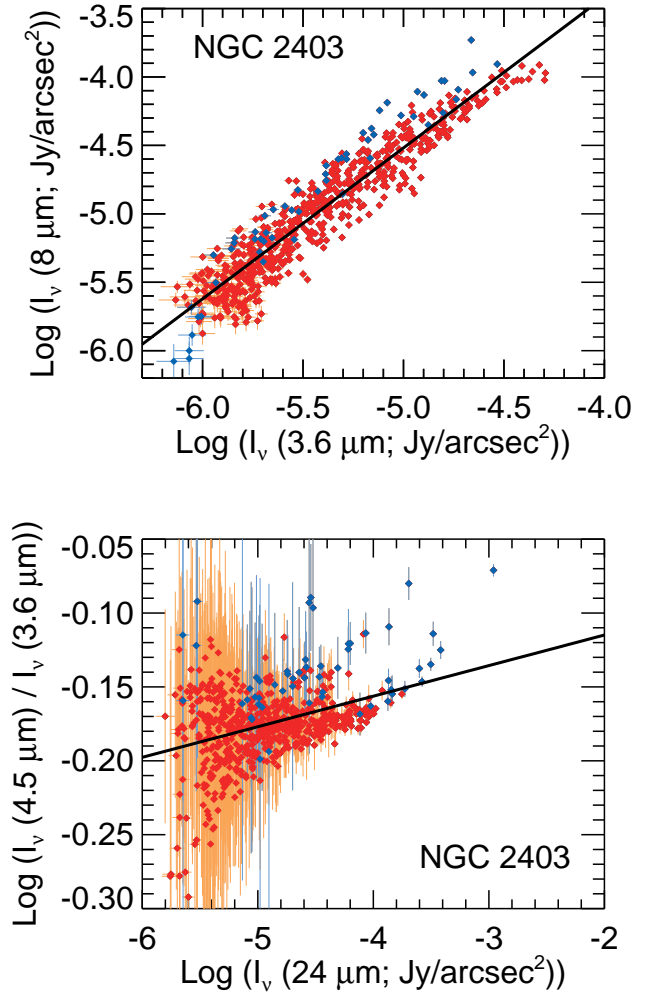 NGC 2403
-3.5
-4.0
-4.5
-5.0
-5.5
-6.0
Log (Iν (8 μm; Jy/arcsec²))
-6.0 -5.5 -5.0 -4.5 -4.0
Log (Iν (3.6 μm; Jy/arcsec²))
-0.05
-0.10
-0.15
-0.20
-0.25
-0.30
Log (Iν (4.5 μm) / Iν (3.6 μm))
NGC 2403
-6 -5 -4 -3 -2
Log (Iν (24 μm; Jy/arcsec²))